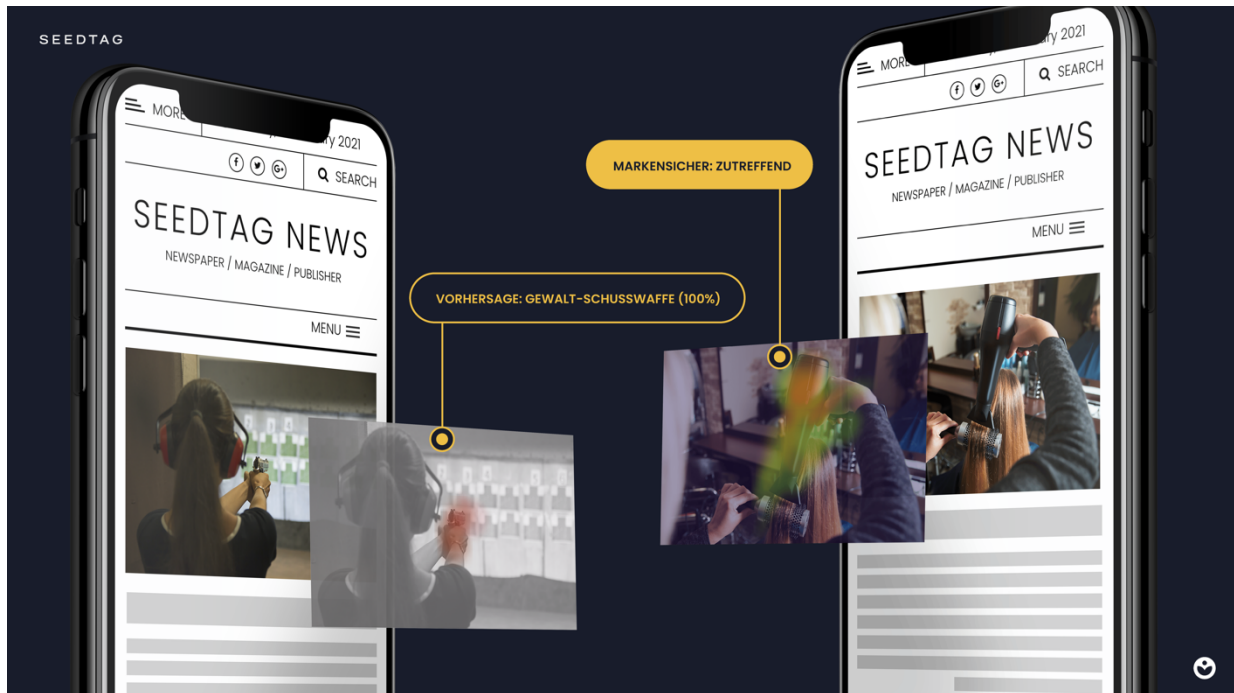 SEEDTAG
MORE
ry 2021
SEARCH
SEEDTAG NEWS
NEWSPAPER / MAGAZINE / PUBLISHER
MENU
VORHERSAGE: GEWALT-SCHUSSWAFFE (100%)
MARKENSICHER: ZUTREFFEND
MORE
ry 2021
SEARCH
SEEDTAG NEWS
NEWSPAPER / MAGAZINE / PUBLISHER
MENU